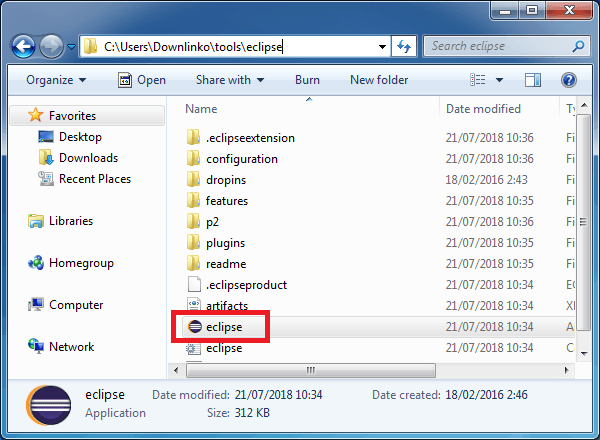 C:\Users\Downlinko\tools\eclipse
Search eclipse
Organize Open Share with Burn New folder
Favorites
Desktop
Downloads
Recent Places
Libraries
Homegroup
Computer
Network
Name Date modified Ty
.eclipseextension 21/07/2018 10:36 Fi
configuration 21/07/2018 10:36 Fi
dropins 18/02/2016 2:43 Fi
features 21/07/2018 10:35 Fi
p2 21/07/2018 10:36 Fi
plugins 21/07/2018 10:35 Fi
readme 21/07/2018 10:35 Fi
.eclipseproduct 21/07/2018 10:34 EC
artifacts 21/07/2018 10:34 XI
eclipse 21/07/2018 10:34 A
eclipse 21/07/2018 10:34 C
eclipse Date modified: 21/07/2018 10:34 Date created: 18/02/2016 2:46
Application Size: 312 KB